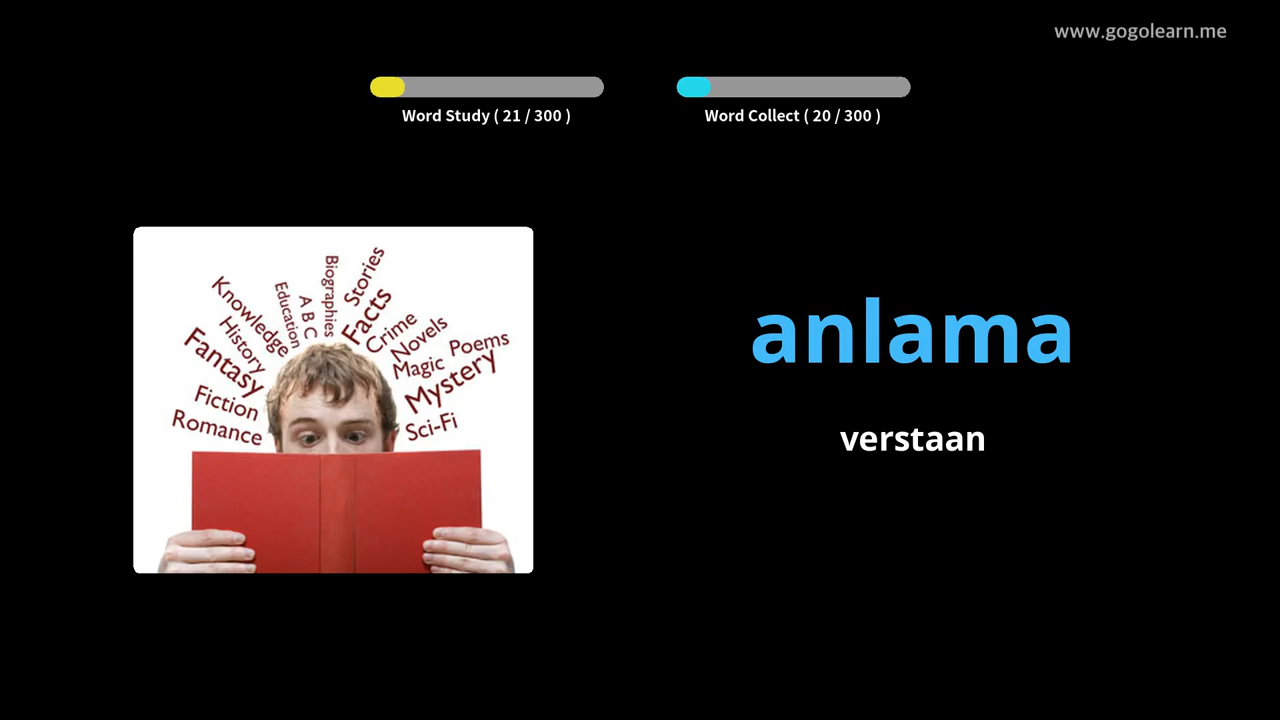 www.gogolearn.me
Word Study ( 21 / 300 )
Word Collect ( 20 / 300 )
Knowledge
Education
A B C
Biographies
Stories
Facts
Crime
Novels
Poems
Magic
Mystery
Sci-Fi
History
Fantasy
Fiction
Romance
anlama
verstaan